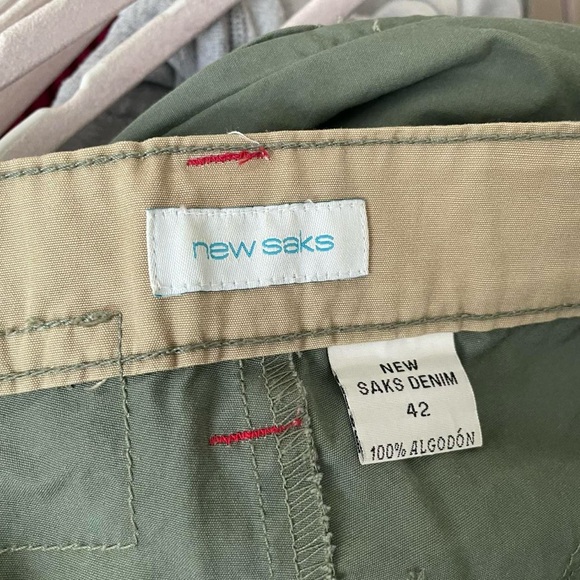 new saks
NEW
SAKS DENIM
42
100% ALGODÓN